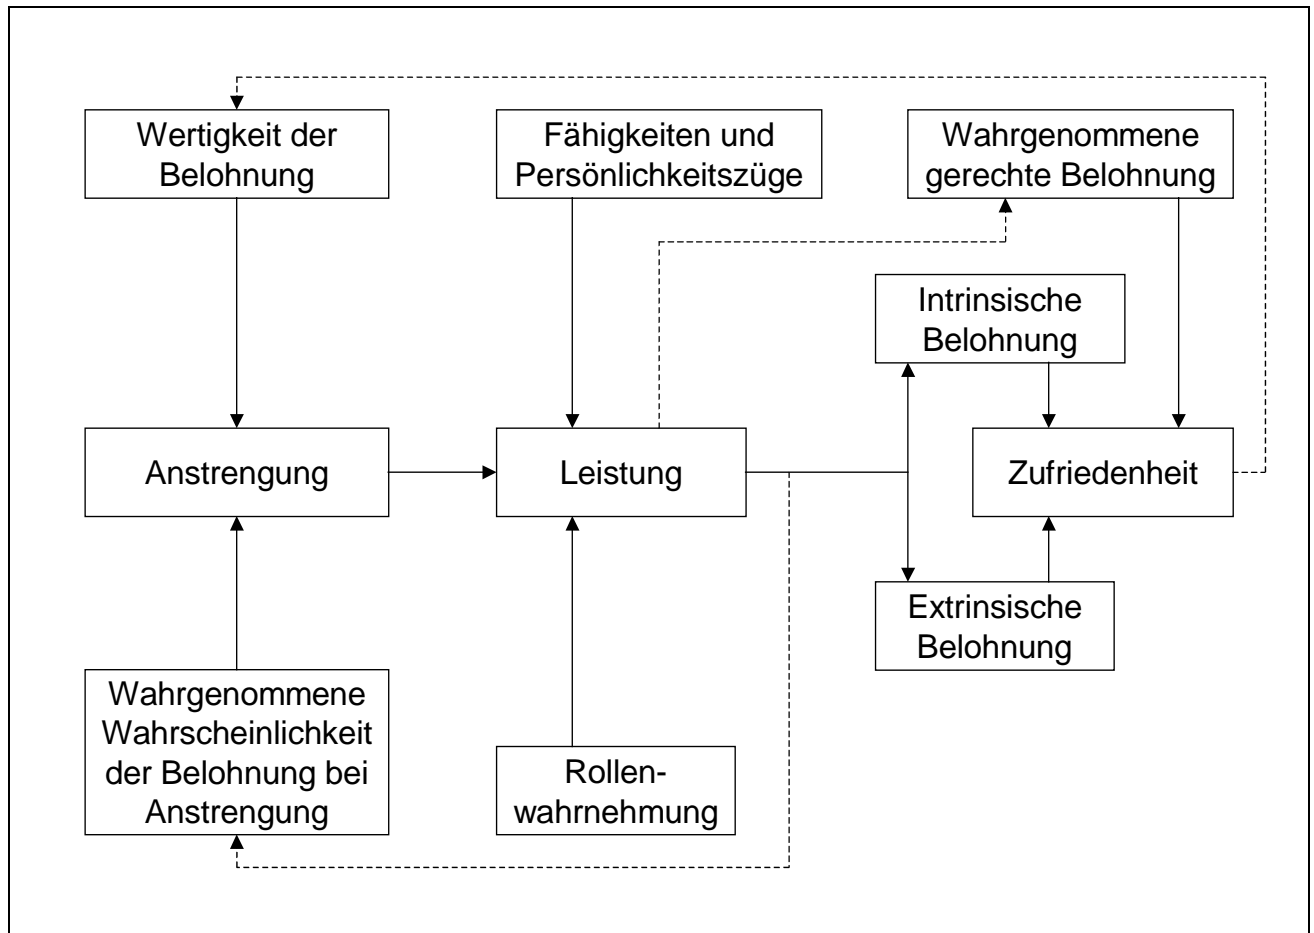 Wertigkeit der
Belohnung
Fähigkeiten und
Persönlichkeitszüge
Wahrgenommene
gerechte Belohnung
Intrinsische
Belohnung
Anstrengung
Leistung
Zufriedenheit
Extrinsische
Belohnung
Wahrgenommene
Wahrscheinlichkeit
der Belohnung bei
Anstrengung
Rollen-
wahrnehmung